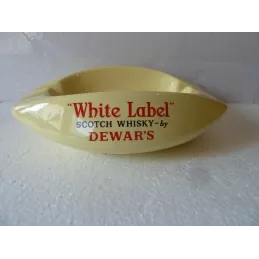 "White Label"
SCOTCH WHISKY-by
DEWAR'S